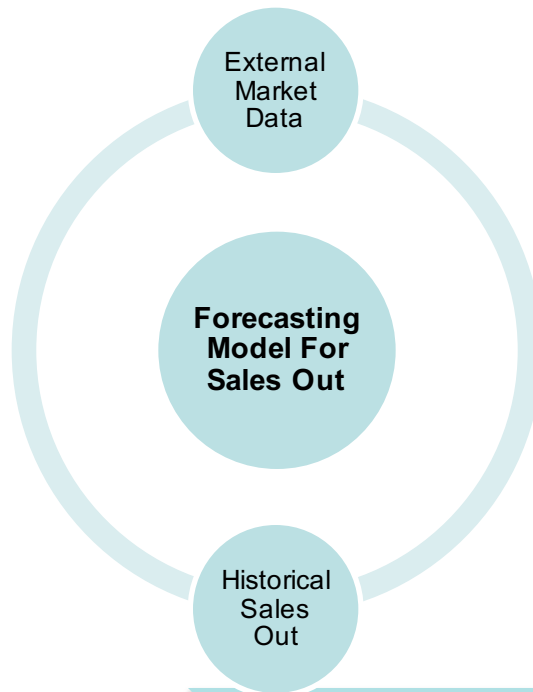 External
Market
Data
Forecasting
Model For
Sales Out
Historical
Sales
Out